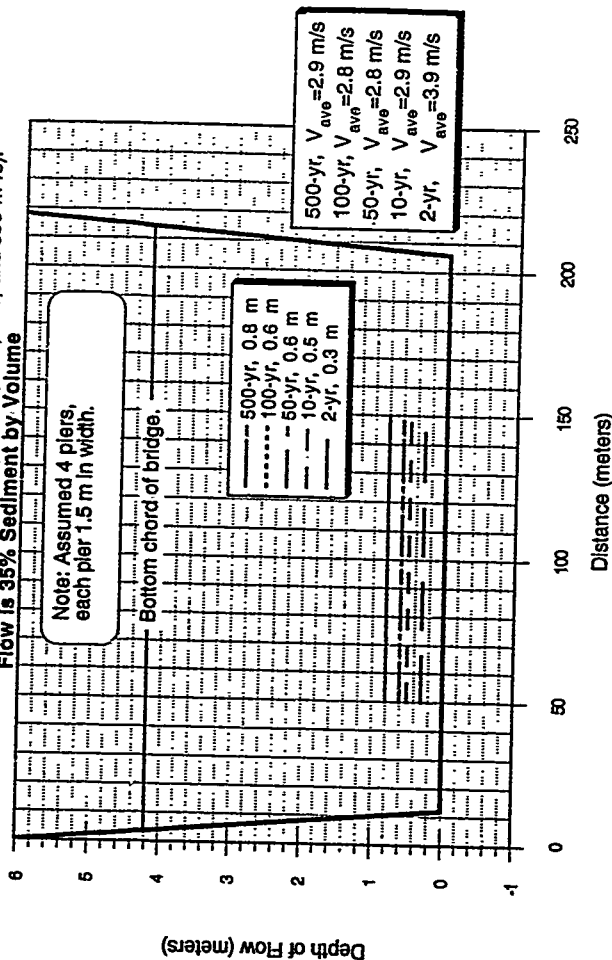 Flow is 35% Sediment by Volume
Note: Assumed 4 piers,
each pier 1.5 m in width.
Bottom chord of bridge.
500-yr, 0.8 m
100-yr, 0.6 m
50-yr, 0.6 m
10-yr, 0.5 m
2-yr, 0.3 m
500-yr, Vave=2.9 m/s
100-yr, Vave=2.8 m/s
50-yr, Vave=2.8 m/s
10-yr, Vave=2.9 m/s
2-yr, Vave=3.9 m/s
Depth of Flow (meters)
6
5
4
3
2
1
0
-1
0
50
100
150
200
250
Distance (meters)